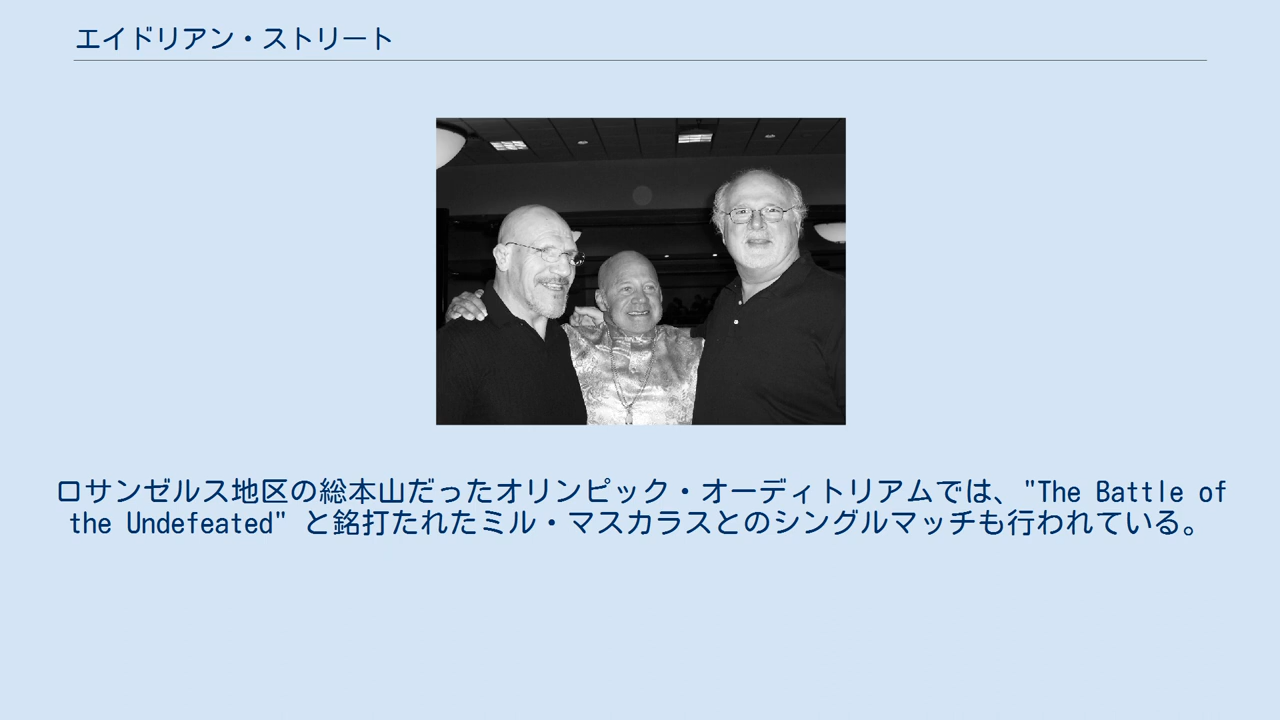 エイドリアン・ストリート
ロサンゼルス地区の総本山だったオリンピック・オーディトリアムでは、"The Battle of
the Undefeated" と銘打たれたミル・マスカラスとのシングルマッチも行われている。